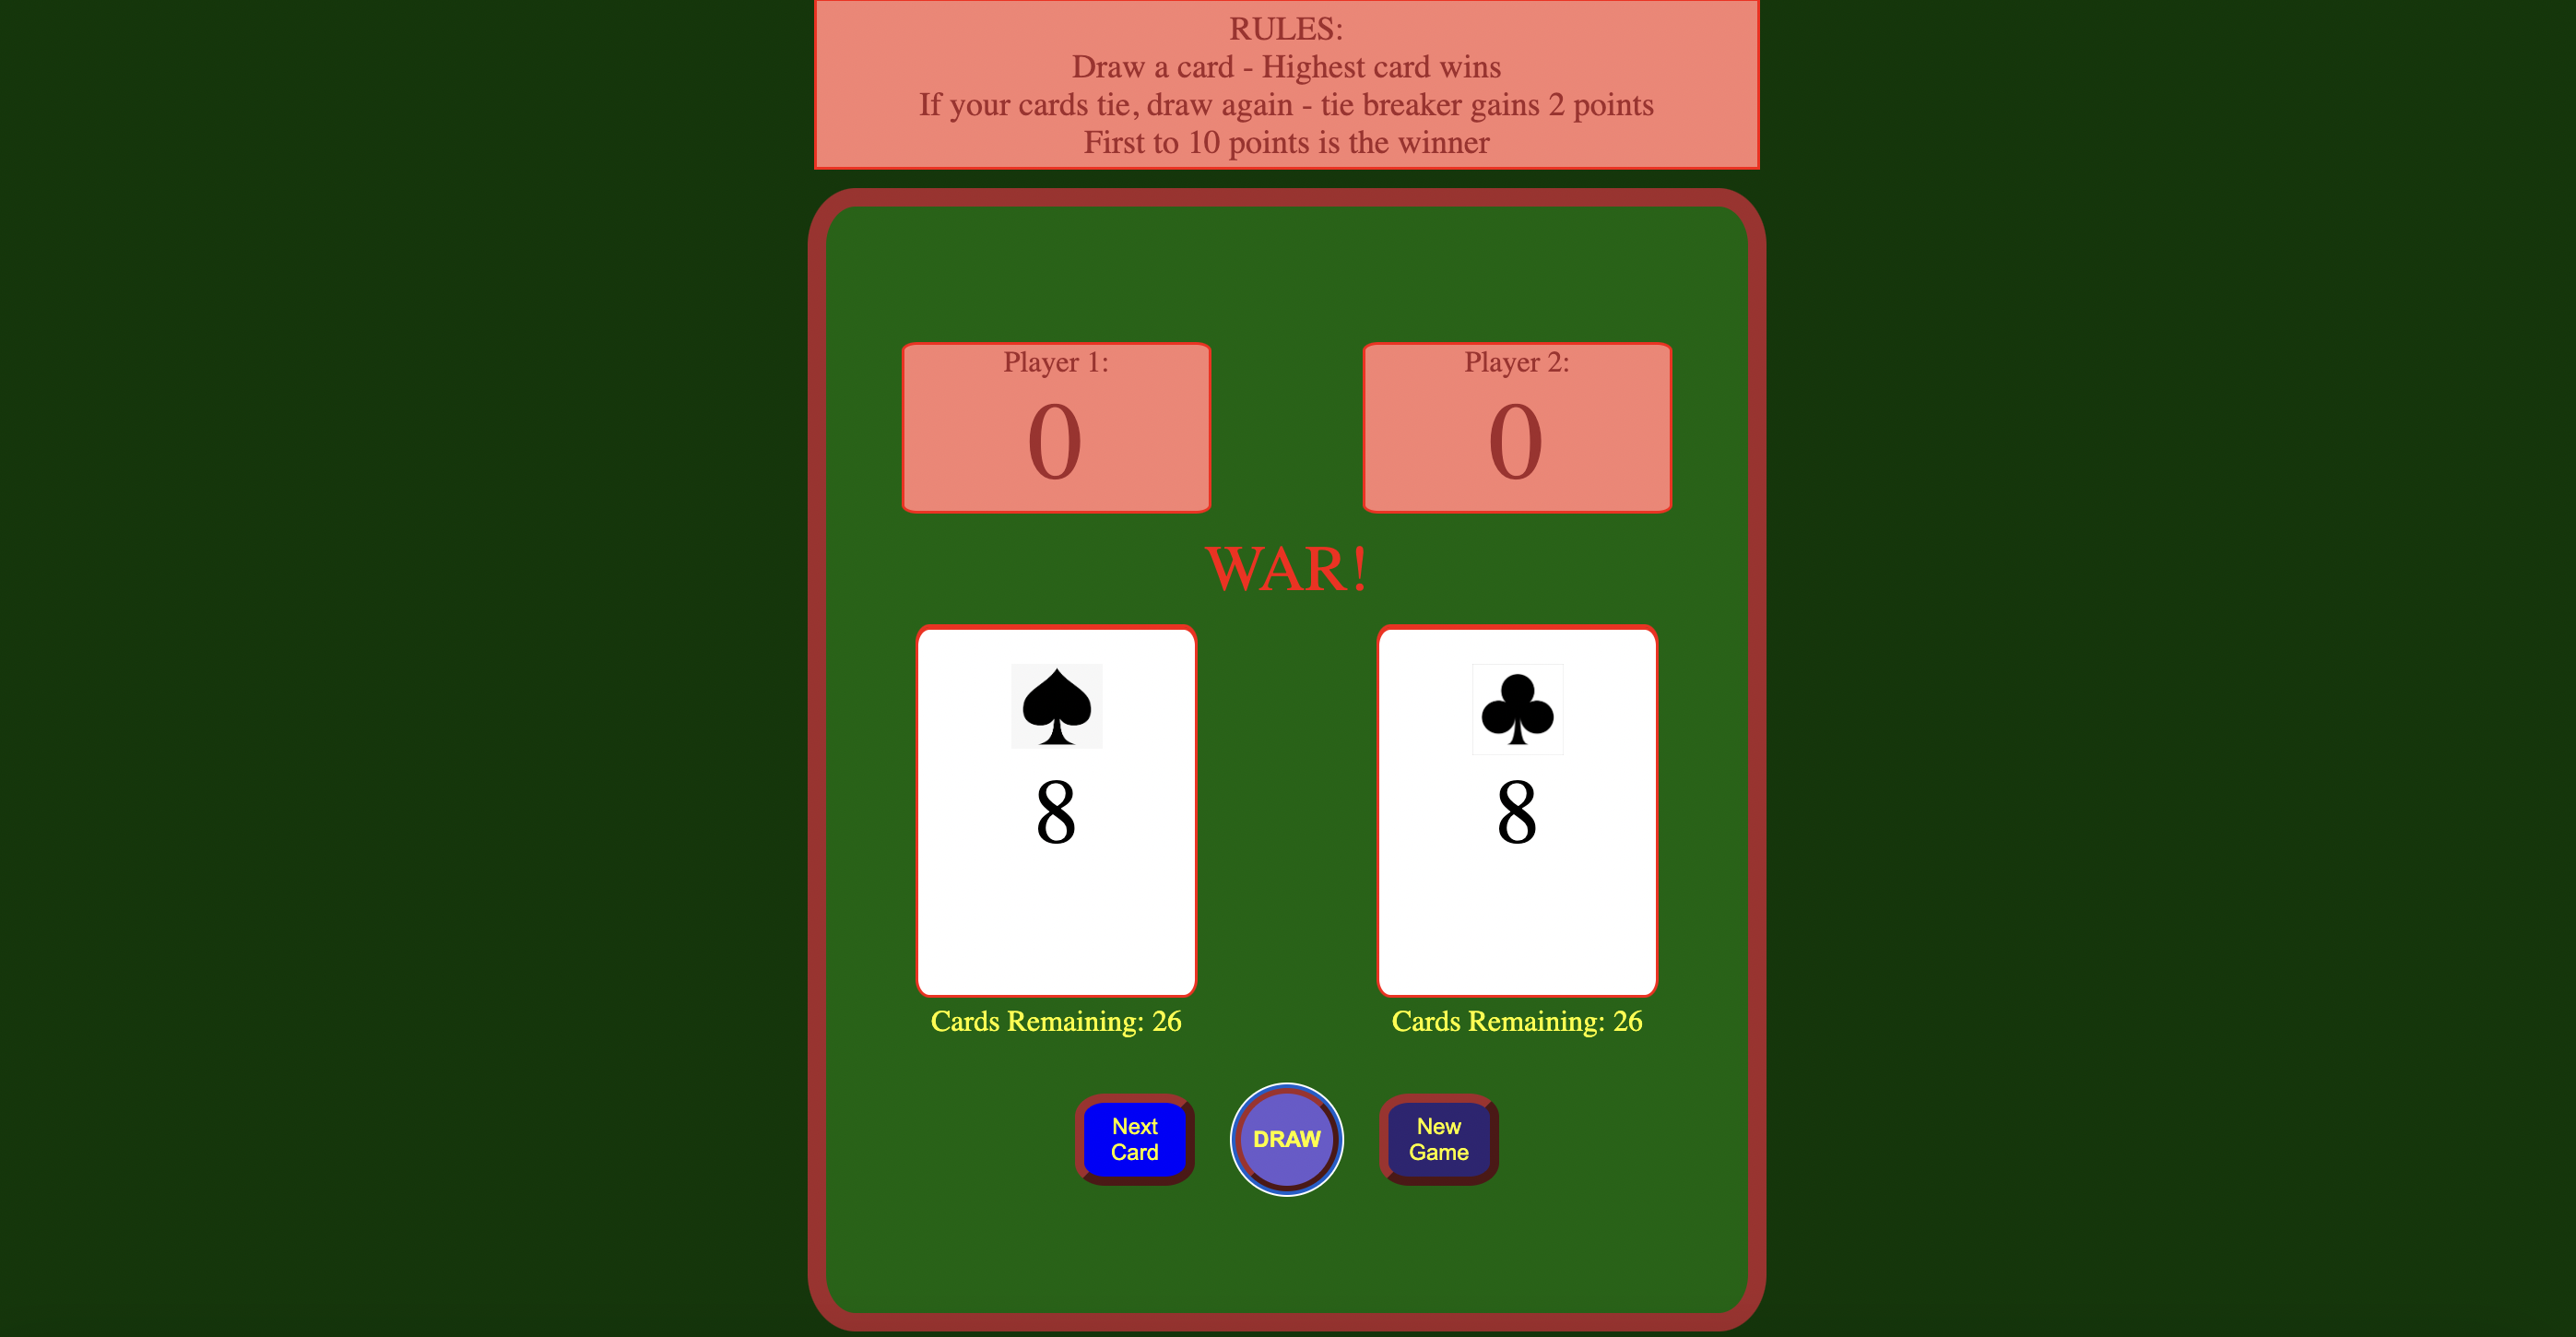 RULES:
Draw a card - Highest card wins
If your cards tie, draw again - tie breaker gains 2 points
First to 10 points is the winner
Player 1:
0
Player 2:
0
WAR!
8
8
Cards Remaining: 26
Cards Remaining: 26
Next
Card
DRAW
New
Game